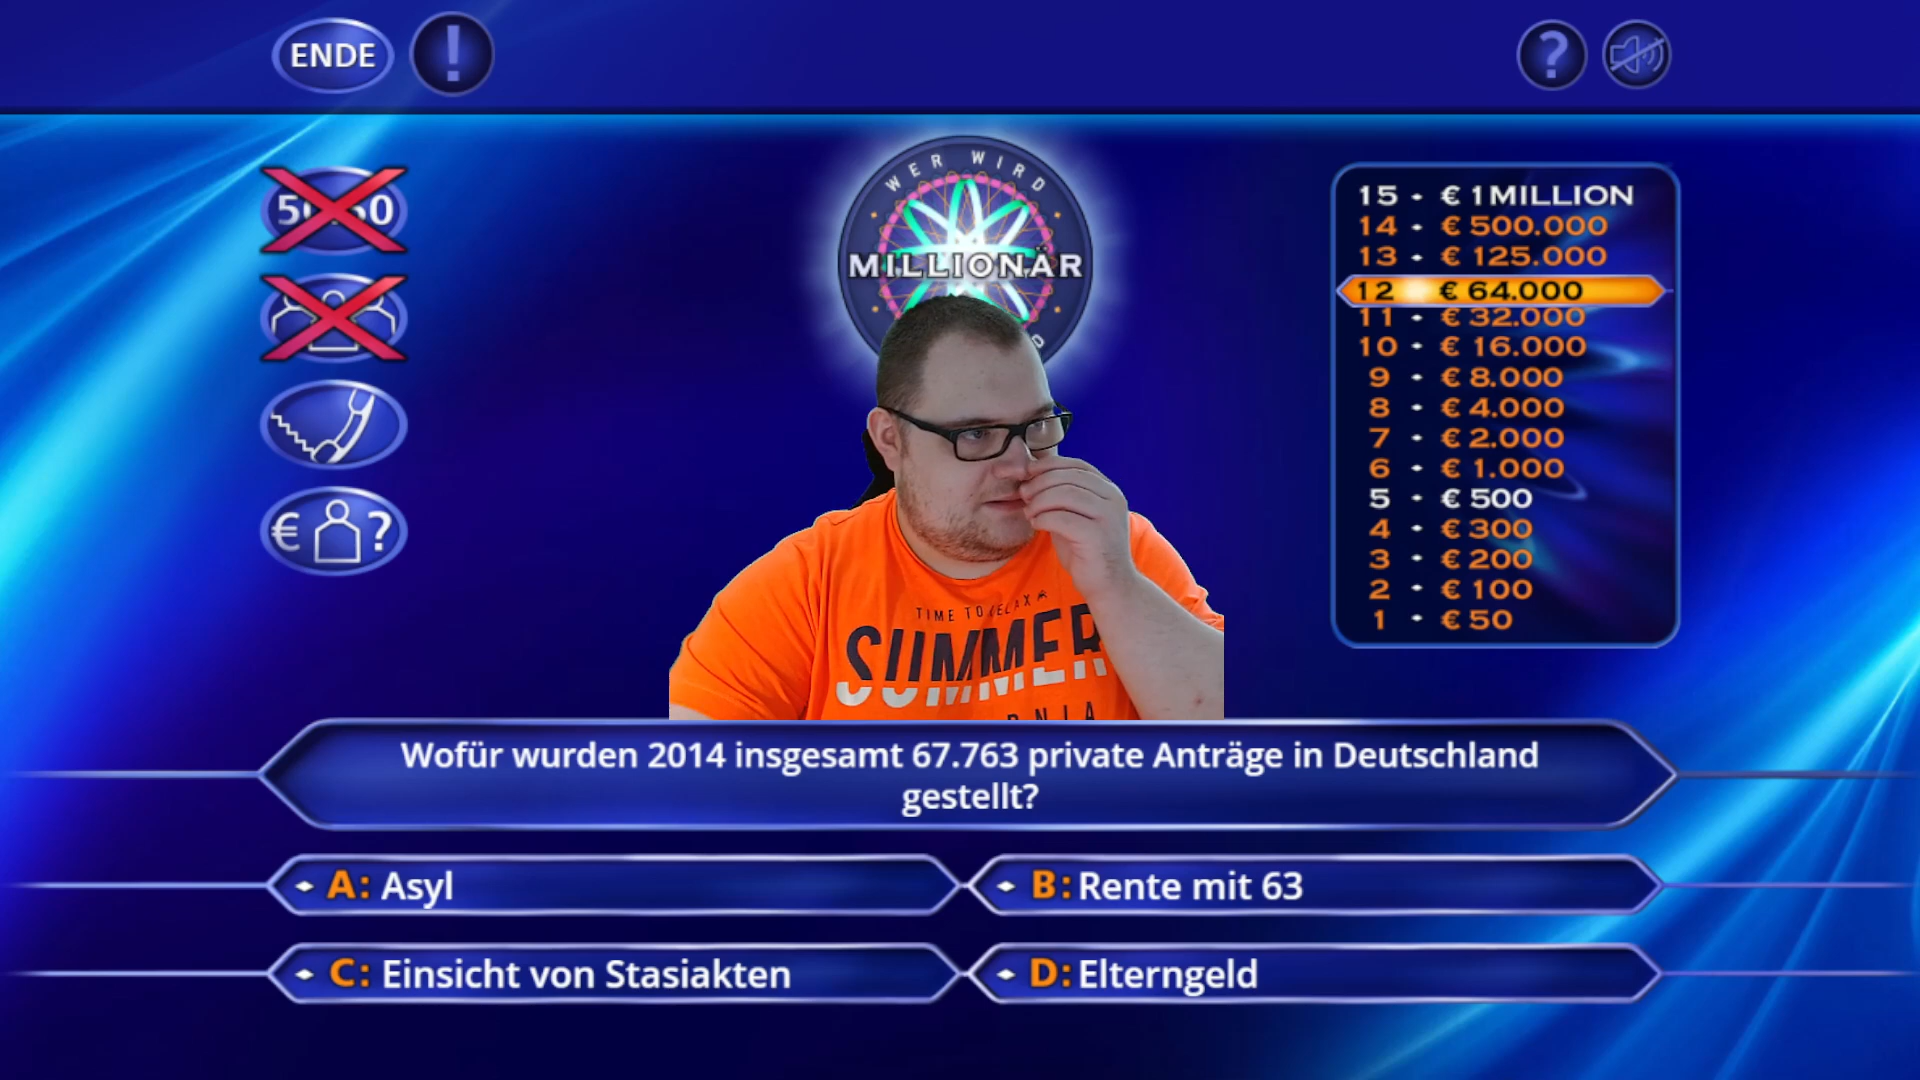 ENDE
!
?
WER WIRD
MILLIONÄR
15 · € 1 MILLION
14 · € 500.000
13 · € 125.000
12 € 64.000
11 · € 32.000
10 · € 16.000
9 · € 8.000
8 · € 4.000
7 · € 2.000
6 · € 1.000
5 · € 500
4 · € 300
3 · € 200
2 · € 100
1 · € 50
€ ?
TIME TO RELAX
SUMMER
Wofür wurden 2014 insgesamt 67.763 private Anträge in Deutschland
gestellt?
A: Asyl
B: Rente mit 63
C: Einsicht von Stasiakten
D: Elterngeld